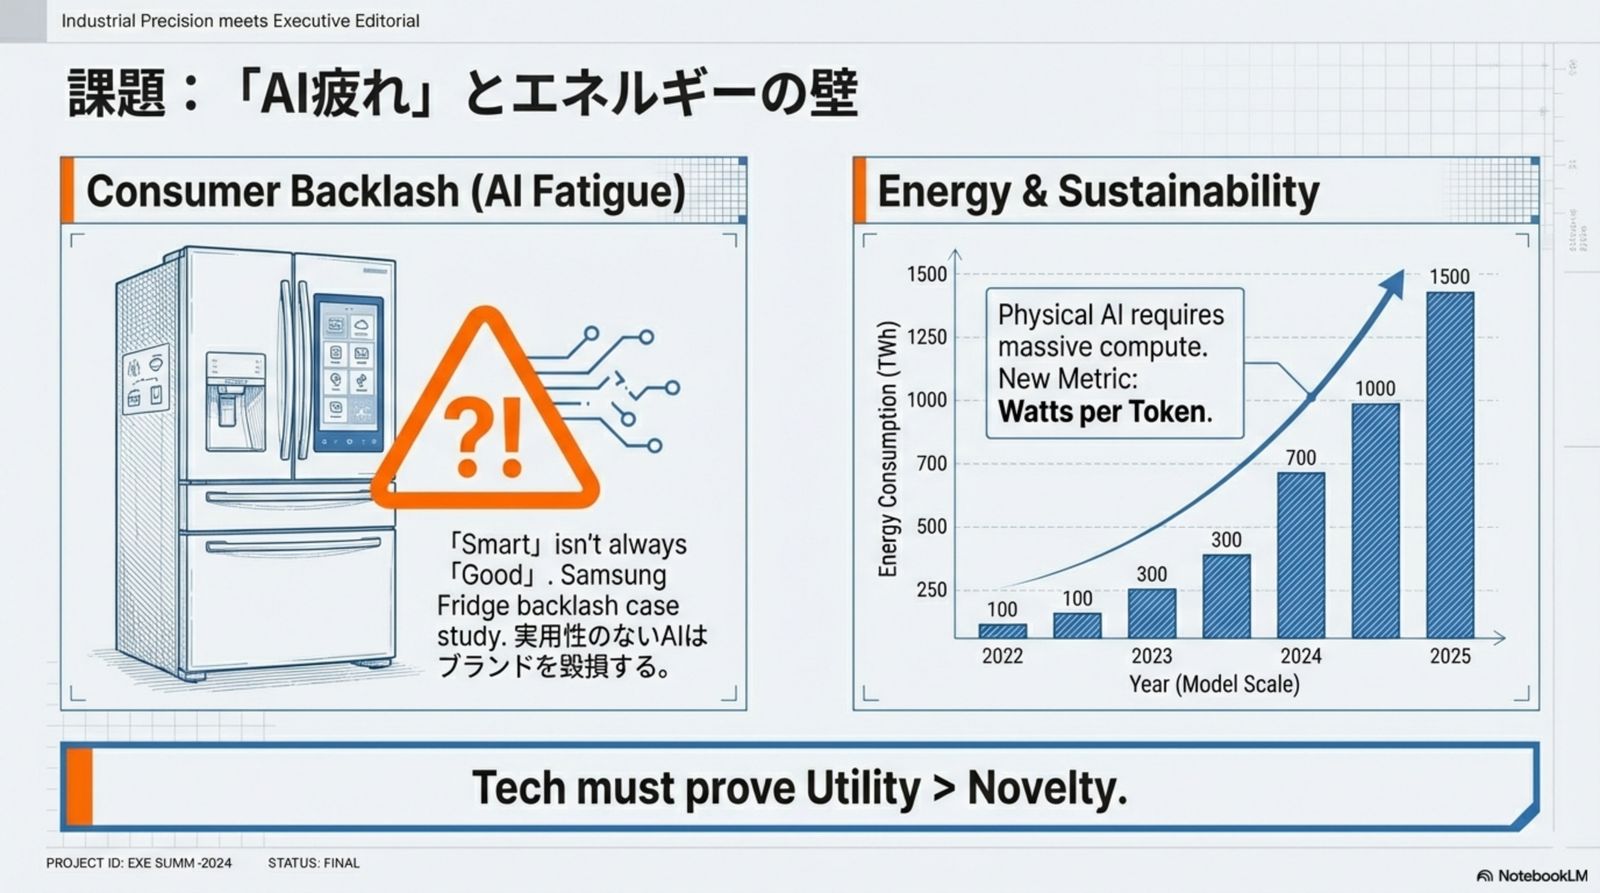 Industrial Precision meets Executive Editorial
課題：「AI疲れ」とエネルギーの壁
Consumer Backlash (AI Fatigue)
?!
「Smart」 isn't always
「Good」. Samsung
Fridge backlash case
study. 実用性のないAIは
ブランドを毀損する。
Energy & Sustainability
Energy Consumption (TWh)
1500
1250
1000
700
500
250
Physical AI requires
massive compute.
New Metric:
Watts per Token.
100
100
300
300
700
1000
1500
2022
2023
2024
2025
Year (Model Scale)
Tech must prove Utility > Novelty.
PROJECT ID: EXE SUMM-2024
STATUS: FINAL
NotebookLM